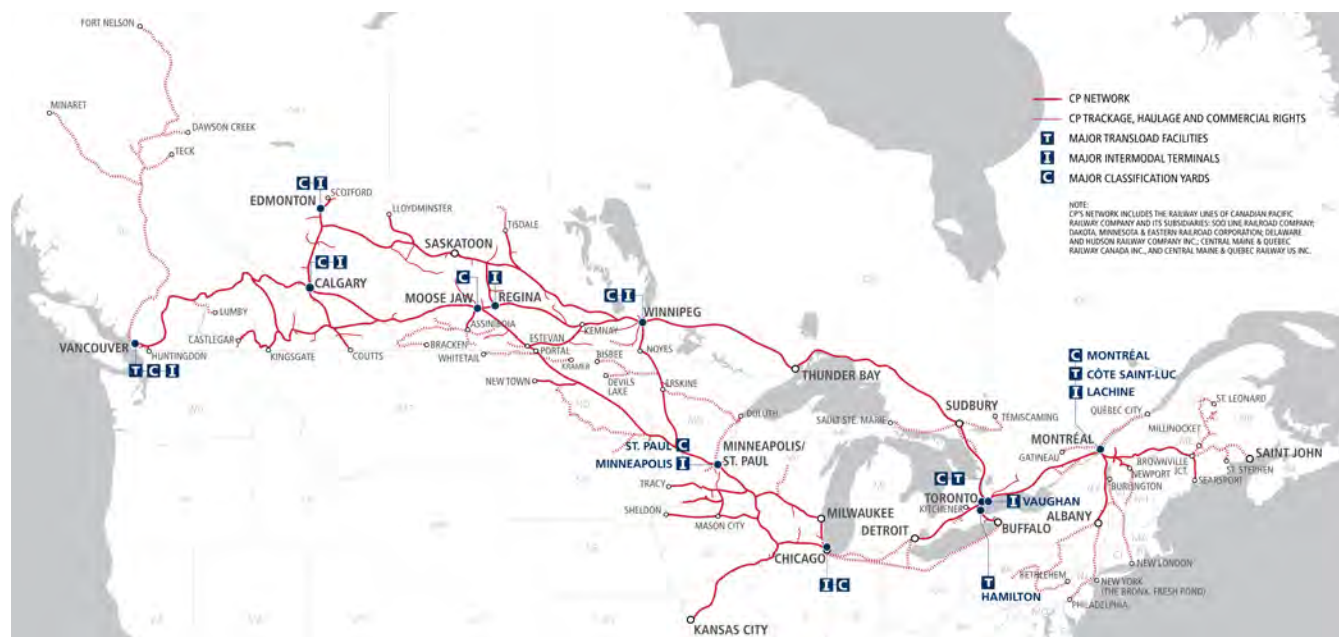 FORT NELSON
MINARET
DAWSON CREEK
TECK
CP NETWORK
CP TRACKAGE, HAULAGE AND COMMERCIAL RIGHTS
T MAJOR TRANSLOAD FACILITIES
I MAJOR INTERMODAL TERMINALS
C MAJOR CLASSIFICATION YARDS
NOTE:
CP'S NETWORK INCLUDES THE RAILWAY LINES OF CANADIAN PACIFIC
RAILWAY COMPANY AND ITS SUBSIDIARIES: SOO LINE RAILROAD COMPANY;
DAKOTA, MINNESOTA & EASTERN RAILROAD CORPORATION; DELAWARE
AND HUDSON RAILWAY COMPANY INC.; CENTRAL MAINE & QUEBEC
RAILWAY CANADA INC., AND CENTRAL MAINE & QUEBEC RAILWAY US INC.
C I
SCOTFORD
EDMONTON
LLOYDMINSTER
TISDALE
SASKATOON
C I
CALGARY
C
I
MOOSE JAW
REGINA
C I
WINNIPEG
LUMBY
CASTLEGAR
VANCOUVER
HUNTINGDON
T C I
KINGSGATE
COUTTS
ASSINIBOIA
BRACKEN
WHITETAIL
ESTEVAN
PORTAL
KEMNAY
BISBEE
KRAMER
NOYES
NEW TOWN
DEVILS
LAKE
ERSKINE
THUNDER BAY
DULUTH
SAULT STE. MARIE
SUDBURY
TÉMISCAMING
C MONTRÉAL
T CÔTE SAINT-LUC
I LACHINE
QUÉBEC CITY
ST. LEONARD
MILLINOCKET
MONTRÉAL
GATINEAU
BROWNVILLE
JCT.
NEWPORT
BURLINGTON
SAINT JOHN
ST. STEPHEN
SEARSPORT
ST. PAUL C
MINNEAPOLIS I
MINNEAPOLIS/
ST. PAUL
TRACY
SHELDON
MASON CITY
MILWAUKEE
CHICAGO
I C
KANSAS CITY
DETROIT
C T
TORONTO
KITCHENER
I VAUGHAN
BUFFALO
T
HAMILTON
ALBANY
BETHLEHEM
NEW LONDON
NEW YORK
(THE BRONX, FRESH POND)
PHILADELPHIA